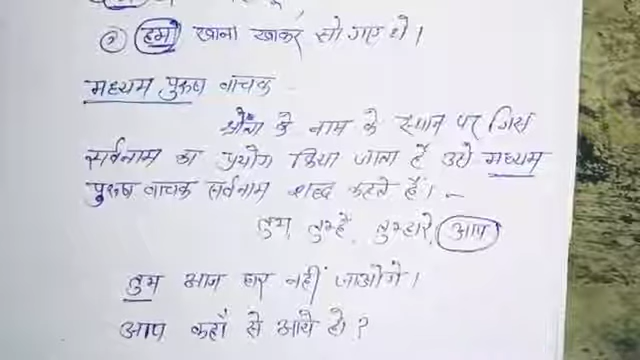 ② हम खाना खाकर सो गए थे।
मध्यम पुरुष वाचक
श्रोता के नाम के स्थान पर जिस
सर्वनाम का प्रयोग किया जाता है उसे मध्यम
पुरुष वाचक सर्वनाम शब्द कहते हैं। -
तुम, तुम्हें, तुम्हारे, आप
तुम आज घर नहीं जाओगे।
आप कहाँ से आये हो ?